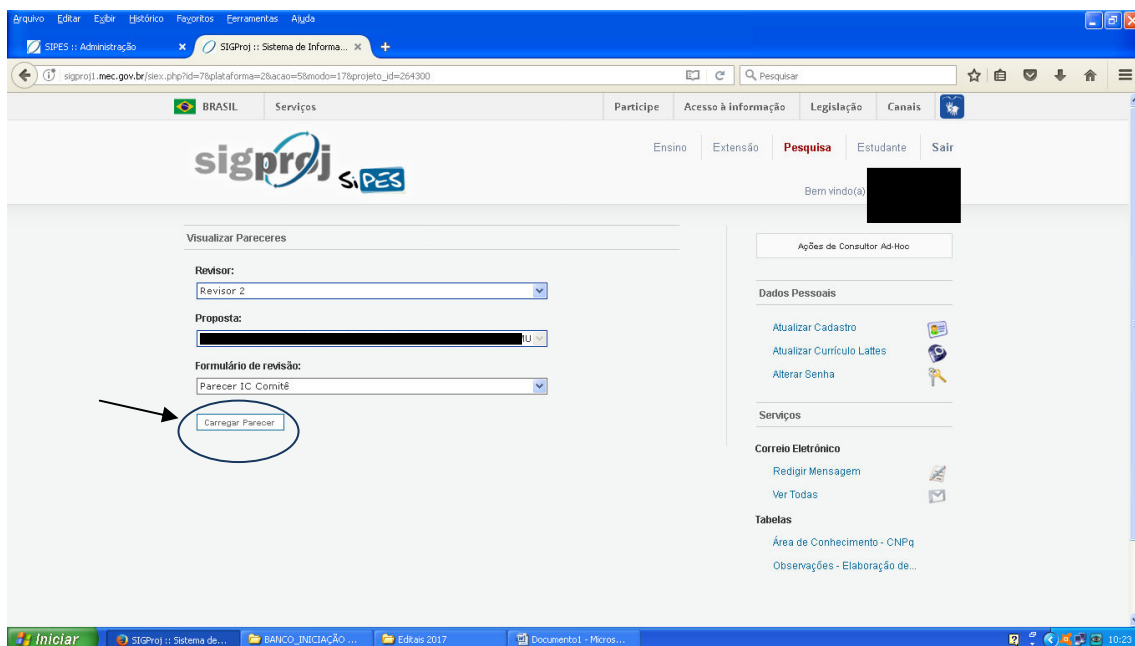 Arquivo Editar Exibir Histórico Favoritos Ferramentas Ajuda
SIPES :: Administração × SIGProj :: Sistema de Informa... × +
sigproj1.mec.gov.br/siex.php?id=7&plataforma=2&acao=5&modo=17&projeto_id=264300 Pesquisar
BRASIL Serviços Participe Acesso à informação Legislação Canais
sigproj SiPES
Ensino Extensão Pesquisa Estudante Sair
Bem vindo(a)
Visualizar Pareceres
Revisor:
Revisor 2
Proposta:
Formulário de revisão:
Parecer IC Comitê
Carregar Parecer
Ações de Consultor Ad-Hoc
Dados Pessoais
Atualizar Cadastro
Atualizar Currículo Lattes
Alterar Senha
Serviços
Correio Eletrônico
Redigir Mensagem
Ver Todas
Tabelas
Área de Conhecimento - CNPq
Observações - Elaboração de...
Iniciar SIGProj :: Sistema de... BANCO_INICIAÇÃO ... Editais 2017 Documento1 - Micros... 10:23